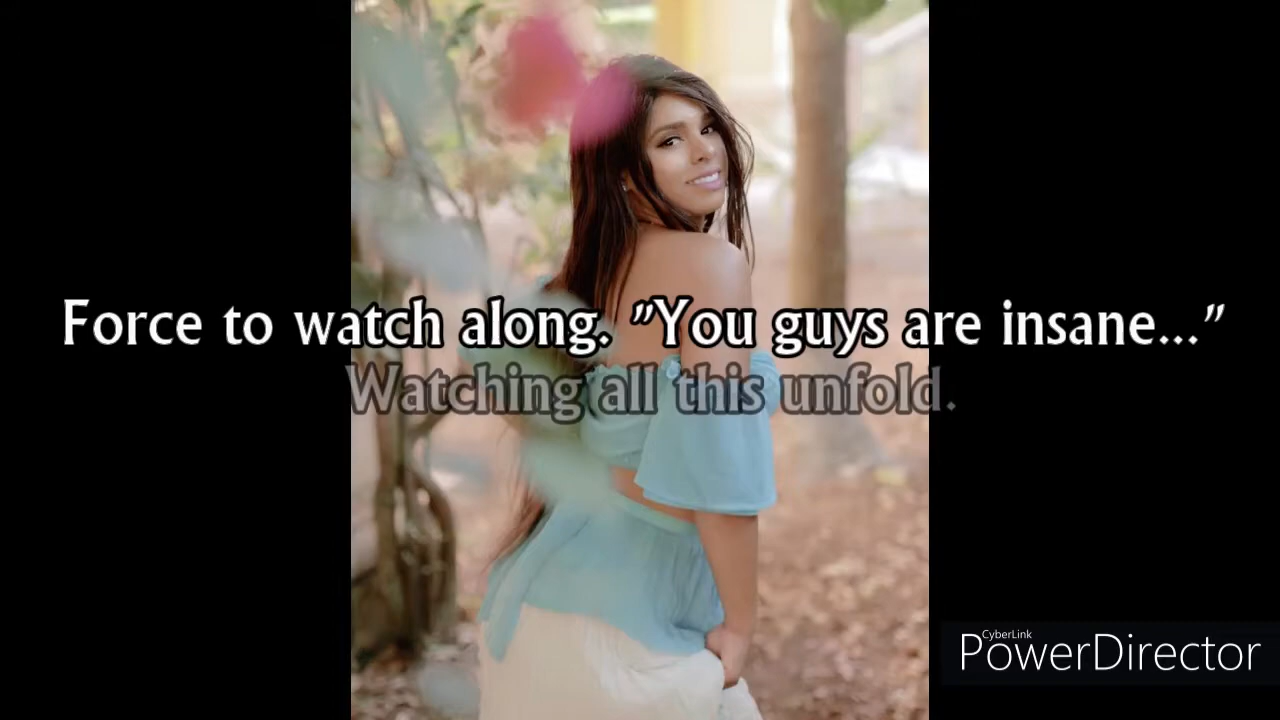 Force to watch along. "You guys are insane..."
Watching all this unfold.
CyberLink
PowerDirector